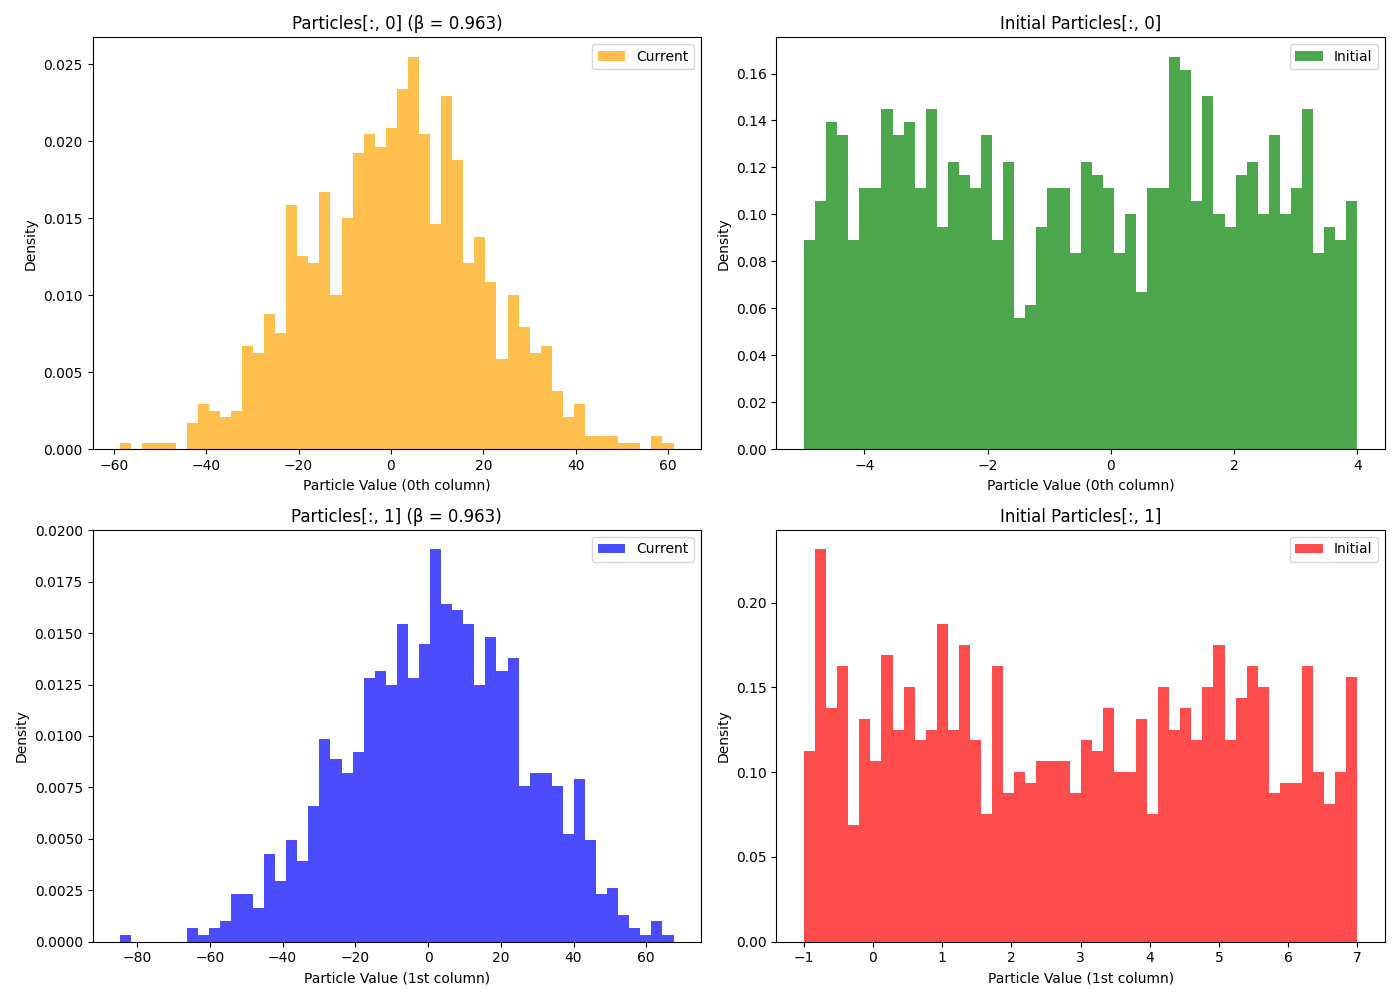 Particles[:, 0] (β = 0.963)
Current
0.025
0.020
0.015
0.010
0.005
0.000
Density
−60 −40 −20 0 20 40 60
Particle Value (0th column)
Initial Particles[:, 0]
Initial
0.16
0.14
0.12
0.10
0.08
0.06
0.04
0.02
0.00
Density
−4 −2 0 2 4
Particle Value (0th column)
Particles[:, 1] (β = 0.963)
Current
0.0200
0.0175
0.0150
0.0125
0.0100
0.0075
0.0050
0.0025
0.0000
Density
−80 −60 −40 −20 0 20 40 60
Particle Value (1st column)
Initial Particles[:, 1]
Initial
0.20
0.15
0.10
0.05
0.00
Density
−1 0 1 2 3 4 5 6 7
Particle Value (1st column)